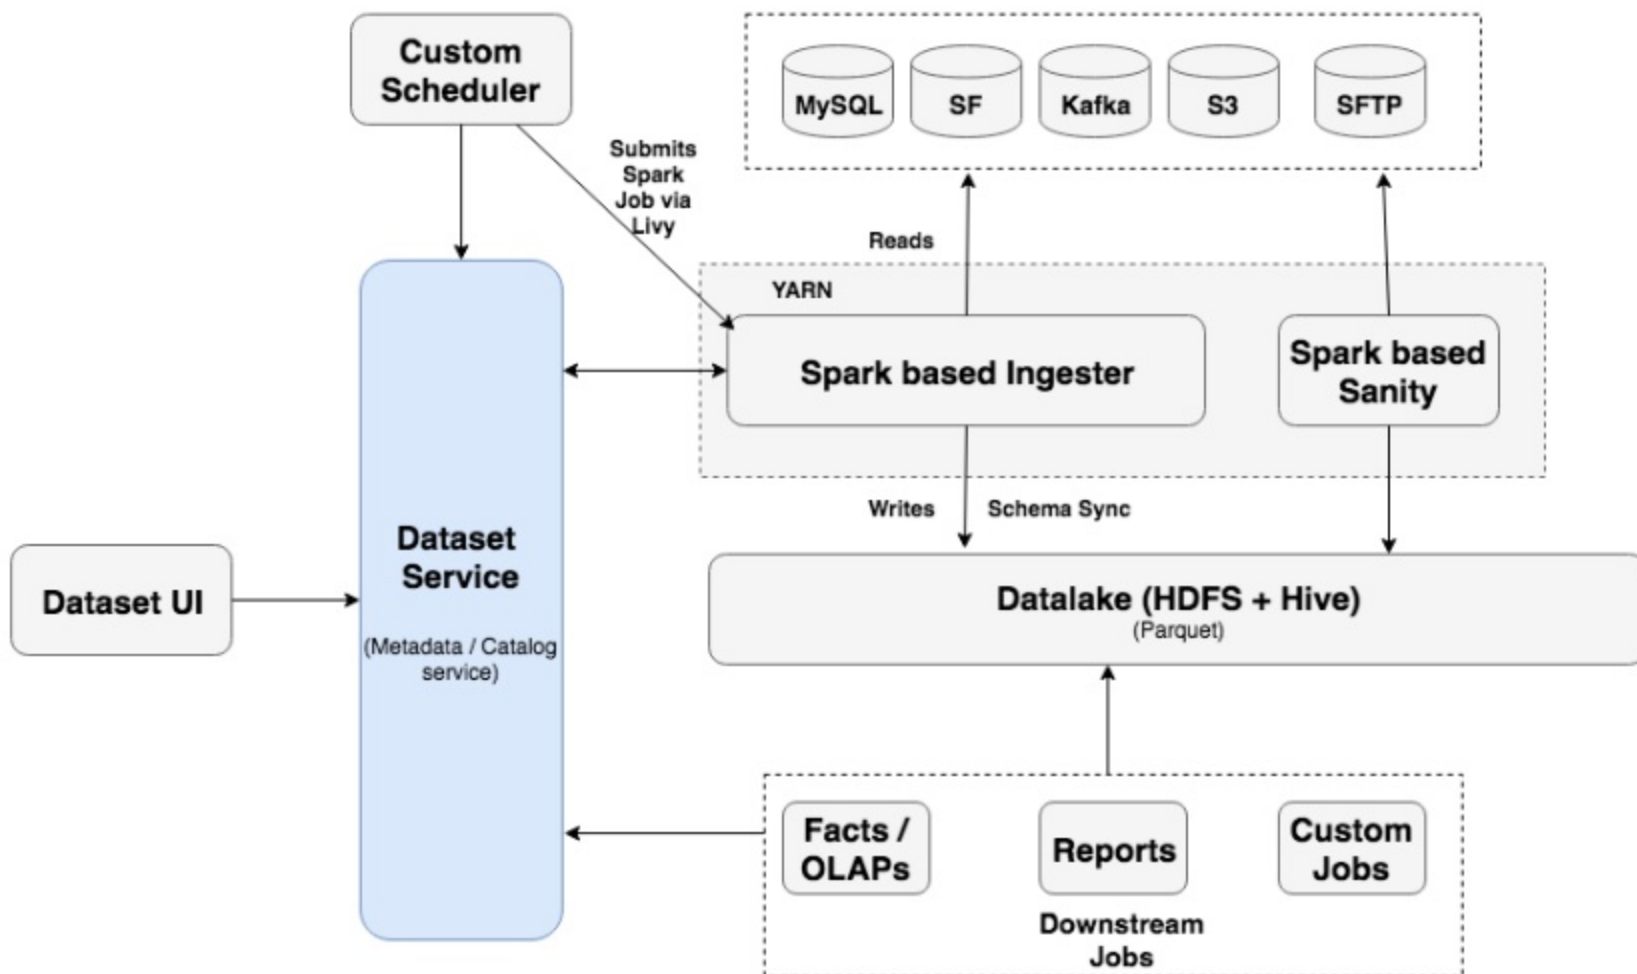 Custom
Scheduler
MySQL
SF
Kafka
S3
SFTP
Submits
Spark
Job via
Livy
Reads
YARN
Spark based Ingester
Spark based
Sanity
Writes
Schema Sync
Dataset
Service
(Metadata / Catalog
service)
Dataset UI
Datalake (HDFS + Hive)
(Parquet)
Facts /
OLAPs
Reports
Custom
Jobs
Downstream
Jobs